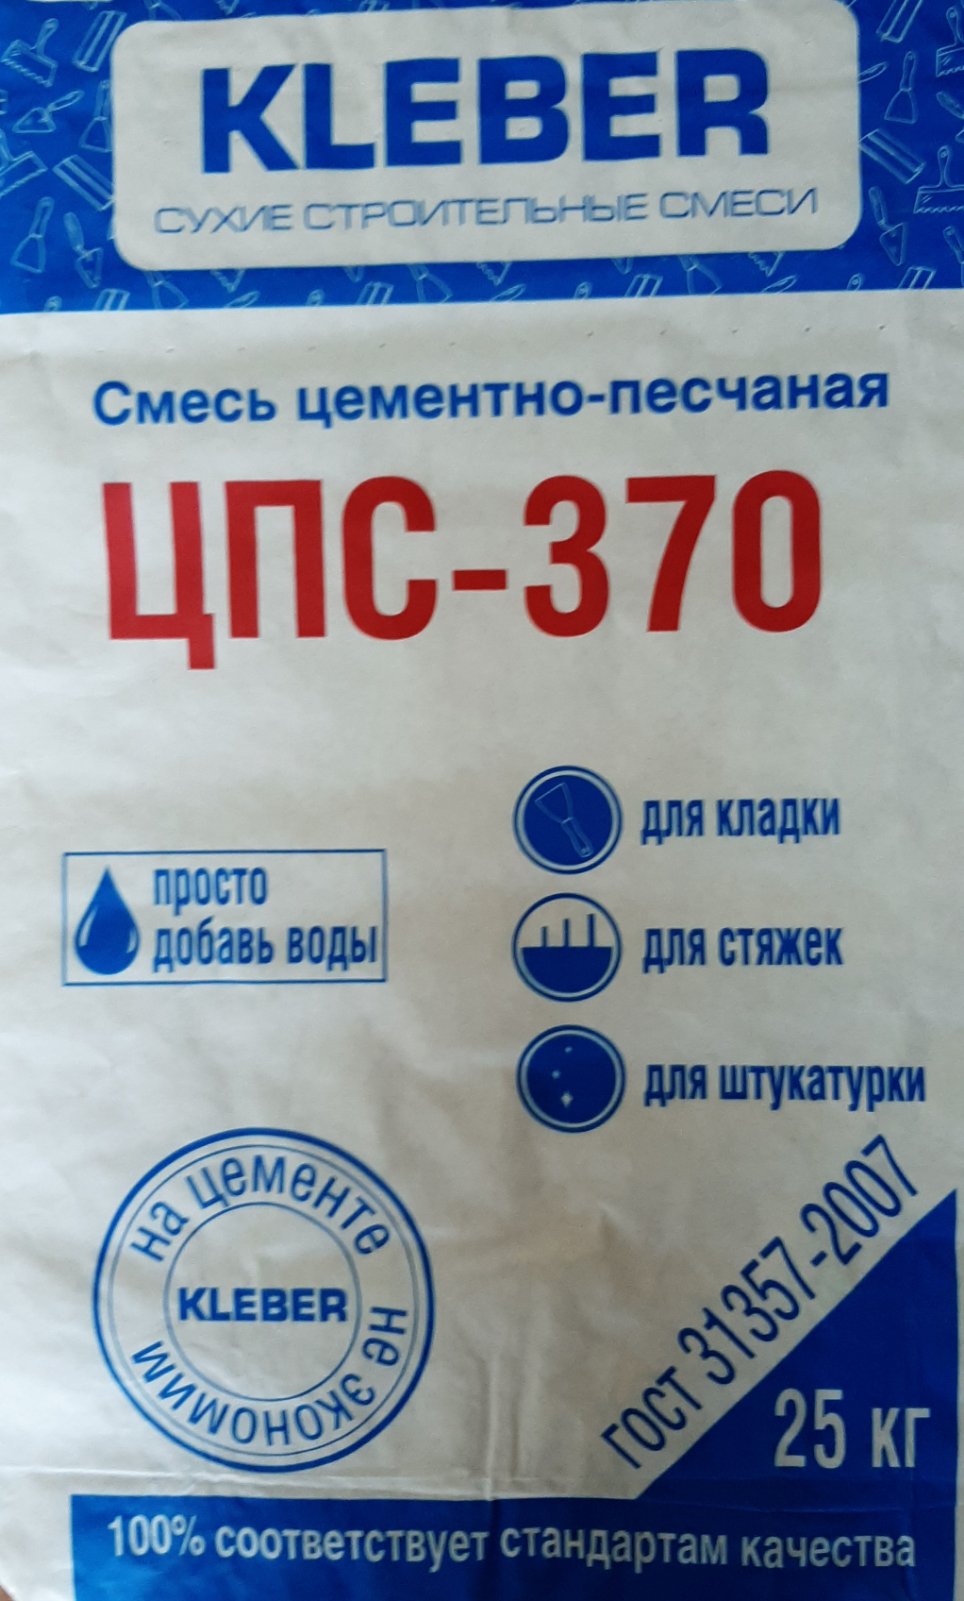 KLEBER
СУХИЕ СТРОИТЕЛЬНЫЕ СМЕСИ
Смесь цементно-песчаная
ЦПС-370
для кладки
просто
добавь воды
для стяжек
для штукатурки
на цементе
KLEBER
не экономим
ГОСТ 31357-2007
25 кг
100% соответствует стандартам качества